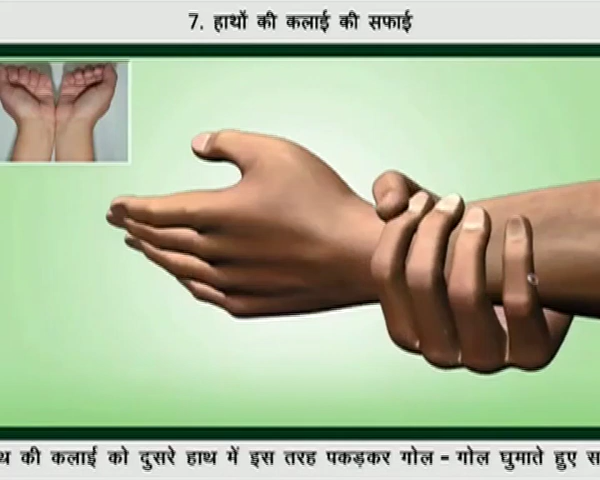 7. हाथों की कलाई की सफाई
की कलाई को दुसरे हाथ में इस तरह पकड़कर गोल - गोल घुमाते हुए